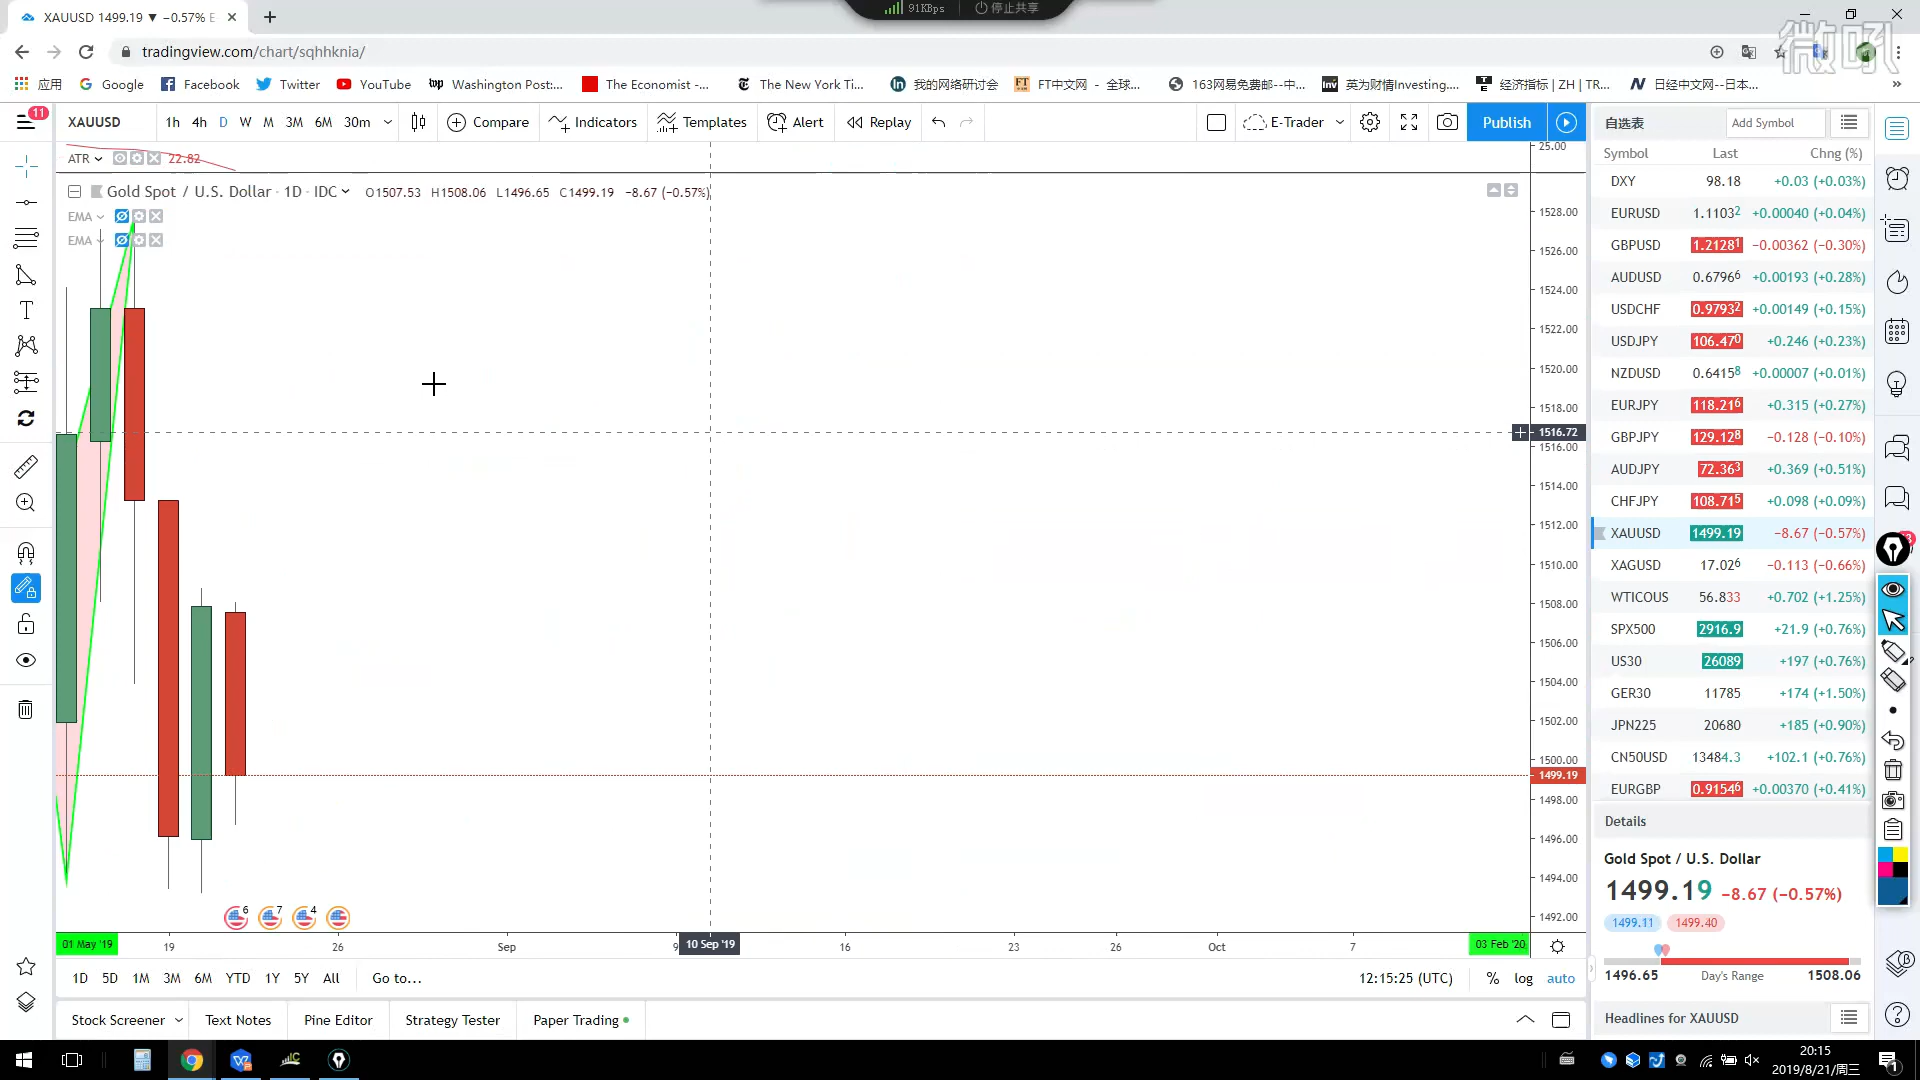 91KBps 停止共享
XAUUSD 1499.19 ▼ −0.57% E
微吼
tradingview.com/chart/sqhhknia/
应用 Google Facebook Twitter YouTube Washington Post:... The Economist -... The New York Ti... 我的网络研讨会 FT中文网 - 全球... 163网易免费邮--中... 英为财情Investing.... 经济指标 | ZH | TR... 日经中文网--日本...
11
XAUUSD 1h 4h D W M 3M 6M 30m Compare Indicators Templates Alert Replay E-Trader Publish
ATR 22.82
Gold Spot / U.S. Dollar · 1D · IDC O1507.53 H1508.06 L1496.65 C1499.19 −8.67 (−0.57%)
EMA
EMA
25.00
1528.00
1526.00
1524.00
1522.00
1520.00
1518.00
1516.72
1516.00
1514.00
1512.00
1510.00
1508.00
1506.00
1504.00
1502.00
1500.00
1499.19
1498.00
1496.00
1494.00
1492.00
6 7 4
01 May '19 19 26 Sep 9 10 Sep '19 16 23 26 Oct 7 03 Feb '20
1D 5D 1M 3M 6M YTD 1Y 5Y All Go to... 12:15:25 (UTC) % log auto
Stock Screener Text Notes Pine Editor Strategy Tester Paper Trading
自选表 Add Symbol
Symbol Last Chng (%)
DXY 98.18 +0.03 (+0.03%)
EURUSD 1.11032 +0.00040 (+0.04%)
GBPUSD 1.21281 −0.00362 (−0.30%)
AUDUSD 0.67966 +0.00193 (+0.28%)
USDCHF 0.97932 +0.00149 (+0.15%)
USDJPY 106.470 +0.246 (+0.23%)
NZDUSD 0.64158 +0.00007 (+0.01%)
EURJPY 118.216 +0.315 (+0.27%)
GBPJPY 129.128 −0.128 (−0.10%)
AUDJPY 72.363 +0.369 (+0.51%)
CHFJPY 108.715 +0.098 (+0.09%)
XAUUSD 1499.19 −8.67 (−0.57%)
XAGUSD 17.026 −0.113 (−0.66%)
WTICOUS 56.833 +0.702 (+1.25%)
SPX500 2916.9 +21.9 (+0.76%)
US30 26089 +197 (+0.76%)
GER30 11785 +174 (+1.50%)
JPN225 20680 +185 (+0.90%)
CN50USD 13484.3 +102.1 (+0.76%)
EURGBP 0.91546 +0.00370 (+0.41%)
Details
Gold Spot / U.S. Dollar
1499.19 −8.67 (−0.57%)
1499.11 1499.40
1496.65 Day's Range 1508.06
Headlines for XAUUSD
20:15
2019/8/21/周三
1